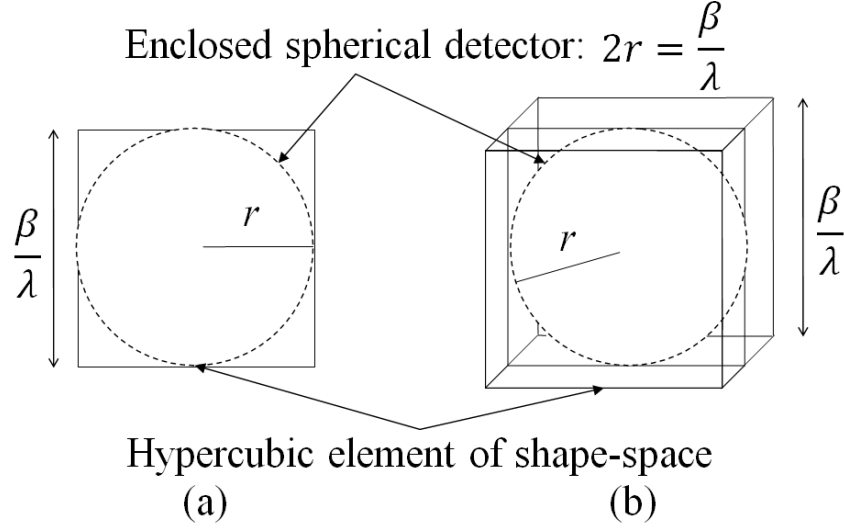 Enclosed spherical detector: 2r = β/λ
β/λ
r
r
β/λ
Hypercubic element of shape-space
(a)
(b)